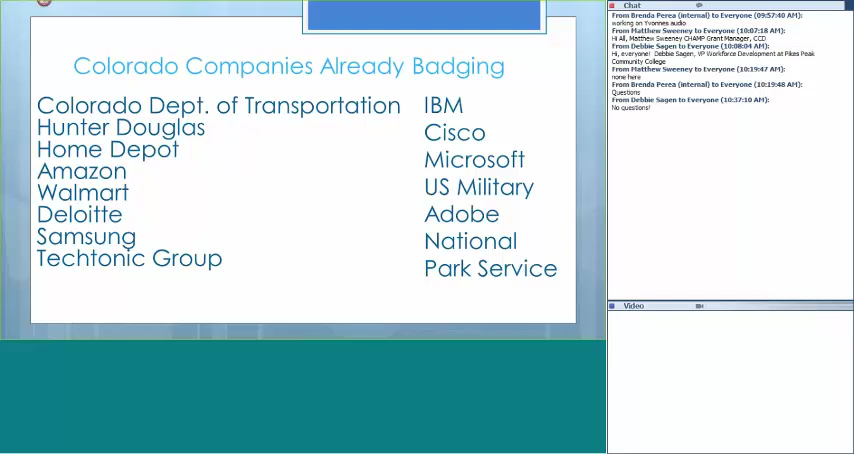 Colorado Companies Already Badging
Colorado Dept. of Transportation
Hunter Douglas
Home Depot
Amazon
Walmart
Deloitte
Samsung
Techtonic Group
IBM
Cisco
Microsoft
US Military
Adobe
National
Park Service
Chat
From Brenda Perea (internal) to Everyone (09:57:40 AM):
working on Yvonnes audio
From Matthew Sweeney to Everyone (10:07:18 AM):
Hi All, Matthew Sweeney CHAMP Grant Manager, CCD
From Debbie Sagen to Everyone (10:08:04 AM):
Hi, everyone! Debbie Sagen, VP Workforce Development at Pikes Peak
Community College
From Matthew Sweeney to Everyone (10:19:47 AM):
none here
From Brenda Perea (internal) to Everyone (10:19:48 AM):
Questions
From Debbie Sagen to Everyone (10:37:10 AM):
No questions!
Video